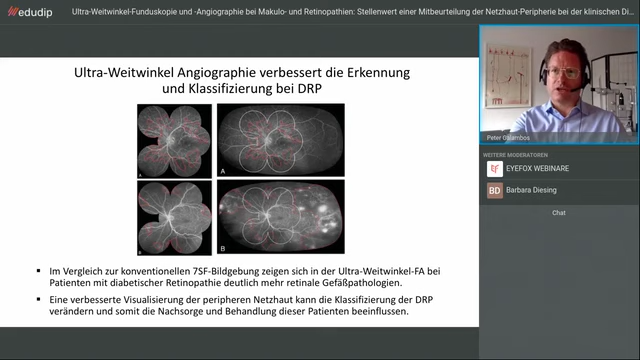 edudip
Ultra-Weitwinkel-Funduskopie und -Angiographie bei Makulo- und Retinopathien: Stellenwert einer Mitbeurteilung der Netzhaut-Peripherie bei der klinischen Di...
Ultra-Weitwinkel Angiographie verbessert die Erkennung
und Klassifizierung bei DRP
A
B
Im Vergleich zur konventionellen 7SF-Bildgebung zeigen sich in der Ultra-Weitwinkel-FA bei
Patienten mit diabetischer Retinopathie deutlich mehr retinale Gefäßpathologien.
Eine verbesserte Visualisierung der peripheren Netzhaut kann die Klassifizierung der DRP
verändern und somit die Nachsorge und Behandlung dieser Patienten beeinflussen.
Peter Galambos
WEITERE MODERATOREN
EF EYEFOX WEBINARE
BD Barbara Diesing
Chat